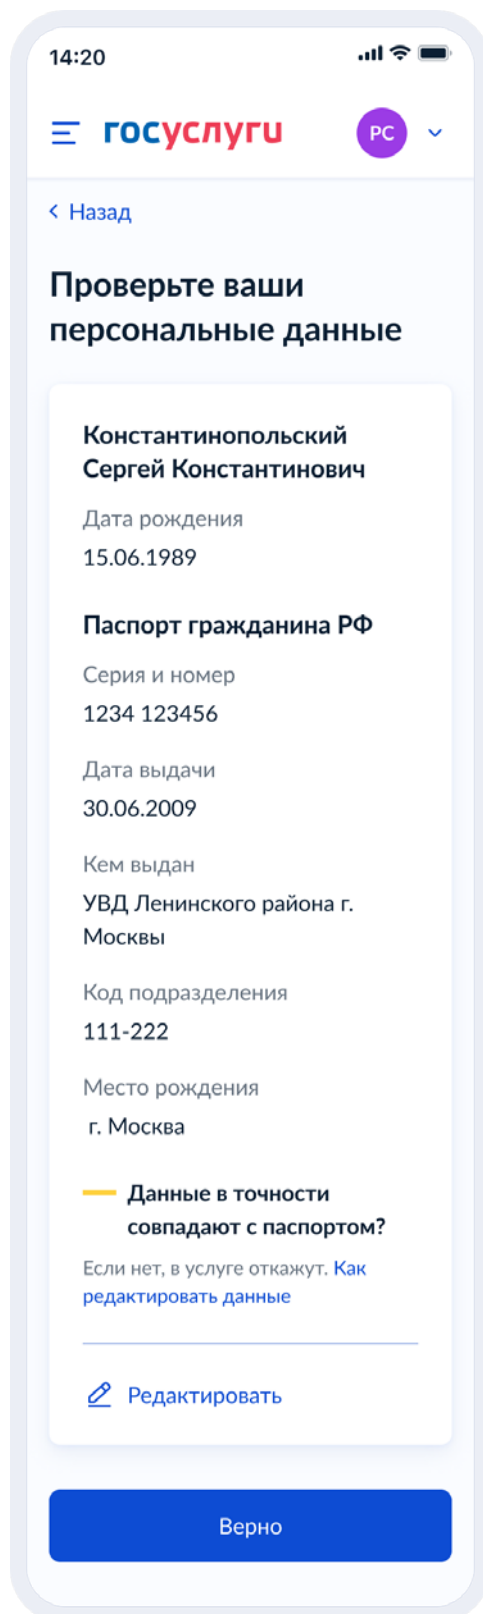 14:20
госуслуги
РС
Назад
Проверьте ваши
персональные данные
Константинопольский
Сергей Константинович
Дата рождения
15.06.1989
Паспорт гражданина РФ
Серия и номер
1234 123456
Дата выдачи
30.06.2009
Кем выдан
УВД Ленинского района г.
Москвы
Код подразделения
111-222
Место рождения
г. Москва
Данные в точности
совпадают с паспортом?
Если нет, в услуге откажут. Как
редактировать данные
Редактировать
Верно